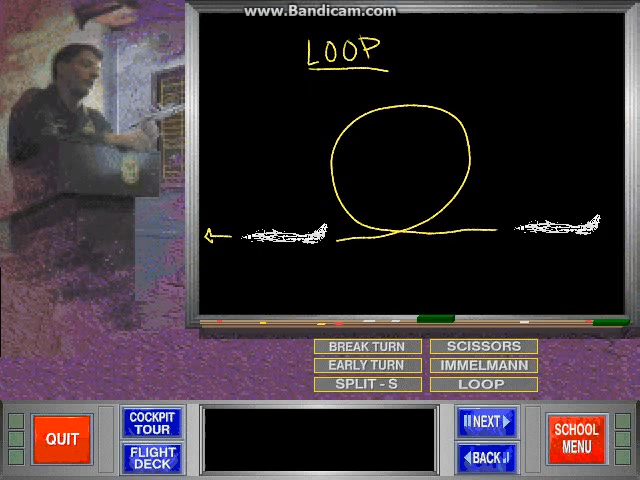 www.Bandicam.com
LOOP
BREAK TURN
SCISSORS
EARLY TURN
IMMELMANN
SPLIT - S
LOOP
QUIT
COCKPIT
TOUR
FLIGHT
DECK
NEXT
BACK
SCHOOL
MENU